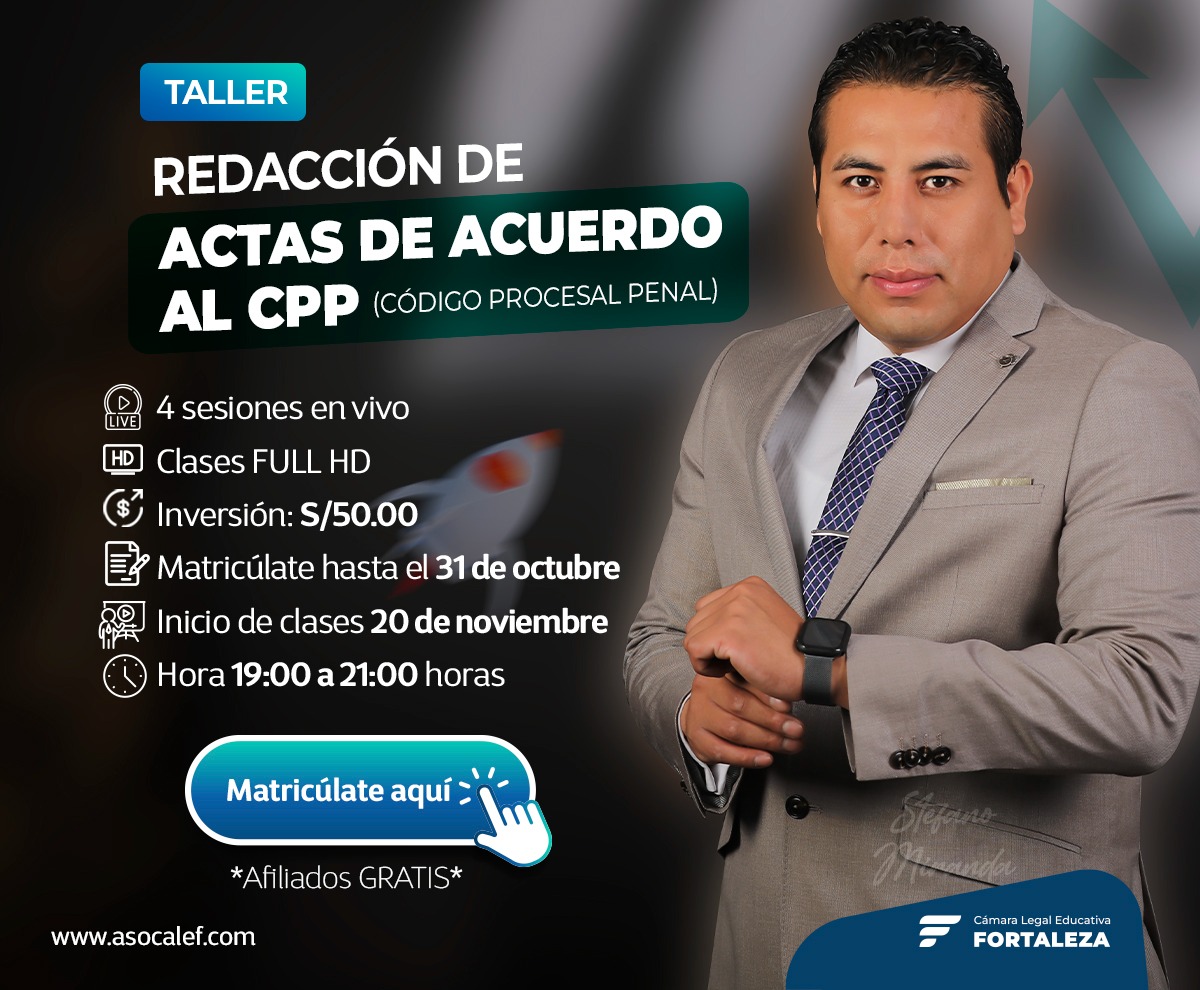 TALLER
REDACCIÓN DE
ACTAS DE ACUERDO
AL CPP (CÓDIGO PROCESAL PENAL)
LIVE
4 sesiones en vivo
HD
Clases FULL HD
$
Inversión: S/50.00
Matricúlate hasta el 31 de octubre
Inicio de clases 20 de noviembre
Hora 19:00 a 21:00 horas
Matricúlate aquí
*Afiliados GRATIS*
www.asocalef.com
Stefano
Miranda
Cámara Legal Educativa
FORTALEZA